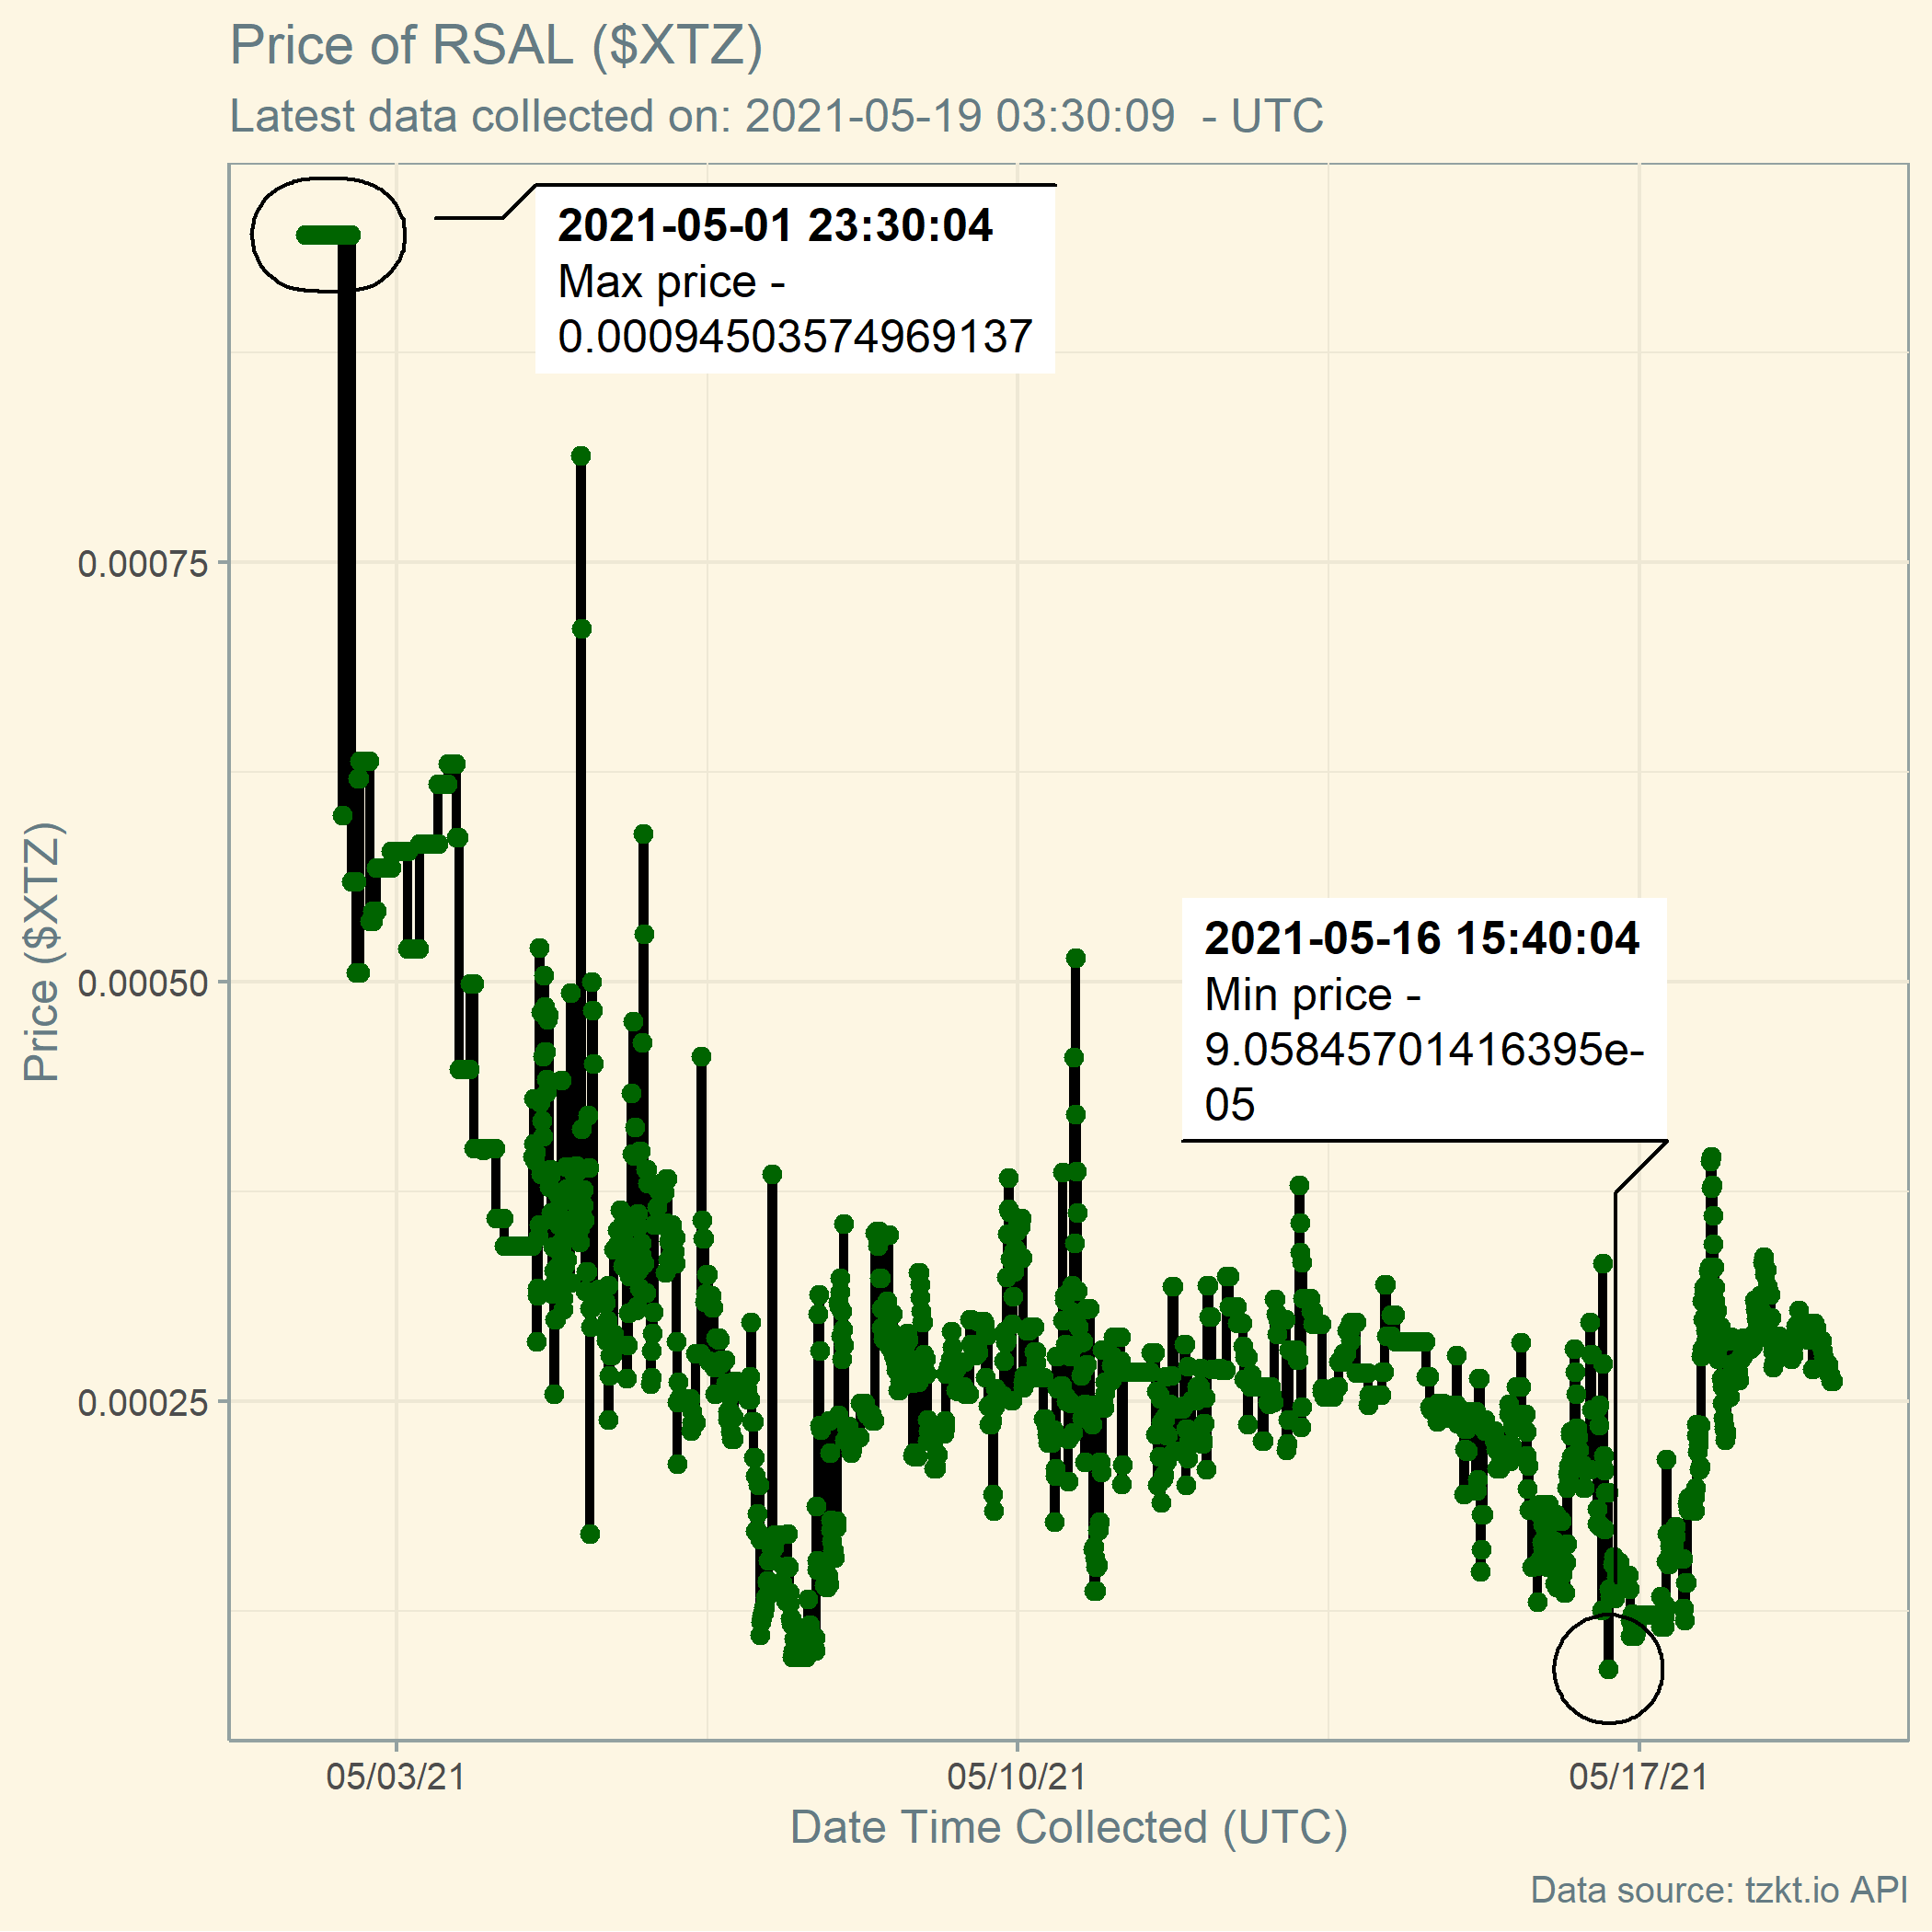 Price of RSAL ($XTZ)
Latest data collected on: 2021-05-19 03:30:09  - UTC
2021-05-01 23:30:04
Max price -
0.000945035749​69137
0.00075
2021-05-16 15:40:04
Min price -
9.05845701416395e-
05
Price ($XTZ)
0.00050
0.00025
05/03/21
05/10/21
05/17/21
Date Time Collected (UTC)
Data source: tzkt.io API